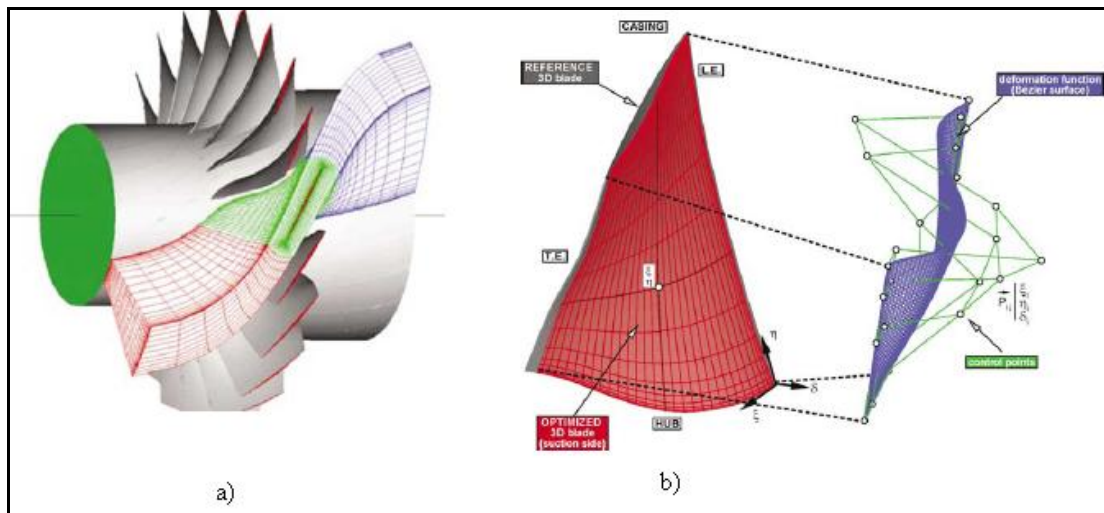 CASING
REFERENCE
3D blade
L.E.
deformation function
(Bezier surface)
T.E.
ξ
η
P
control points
η
δ
ξ
OPTIMIZED
3D blade
(suction side)
HUB
a)
b)